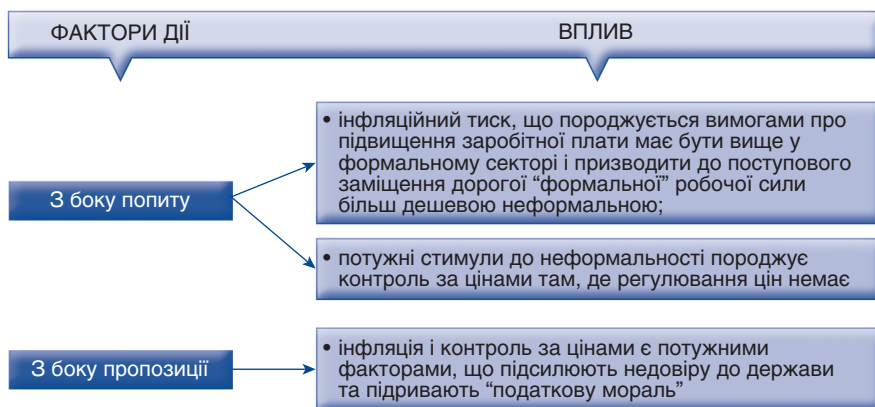 ФАКТОРИ ДІЇ
ВПЛИВ
З боку попиту
• інфляційний тиск, що породжується вимогами про
підвищення заробітної плати має бути вище у
формальному секторі і призводити до поступового
заміщення дорогої “формальної” робочої сили
більш дешевою неформальною;
• потужні стимули до неформальності породжує
контроль за цінами там, де регулювання цін немає
З боку пропозиції
• інфляція і контроль за цінами є потужними
факторами, що підсилюють недовіру до держави
та підривають “податкову мораль”